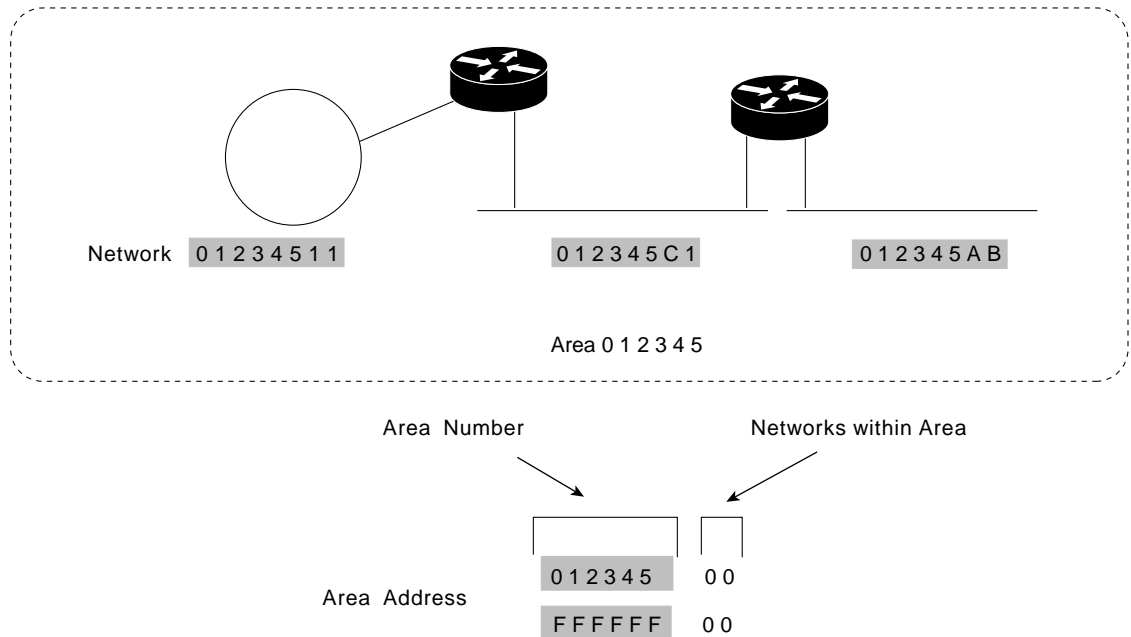 Network 0 1 2 3 4 5 1 1 0 1 2 3 4 5 C 1 0 1 2 3 4 5 A B
Area 0 1 2 3 4 5
Area Number Networks within Area
0 1 2 3 4 5 0 0
Area Address
F F F F F F 0 0